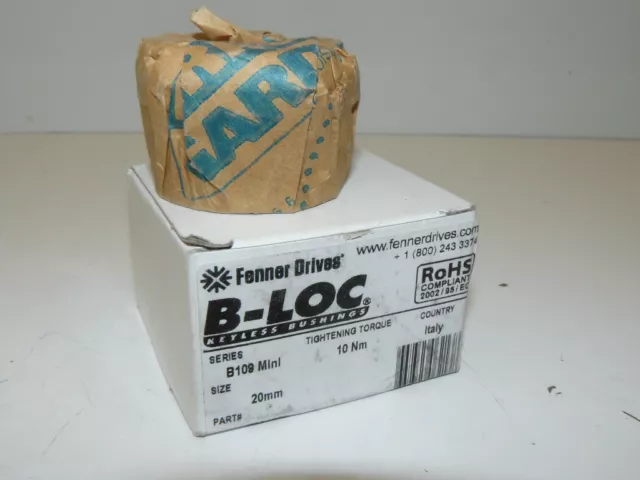 www.fennerdrives.com
+ 1 (800) 243 3374
Fenner Drives®
B-LOC®
KEYLESS BUSHINGS
RoHS
COMPLIANT
2002/95/EC
SERIES
B109 Mini
TIGHTENING TORQUE
10 Nm
COUNTRY
Italy
SIZE
20mm
PART#